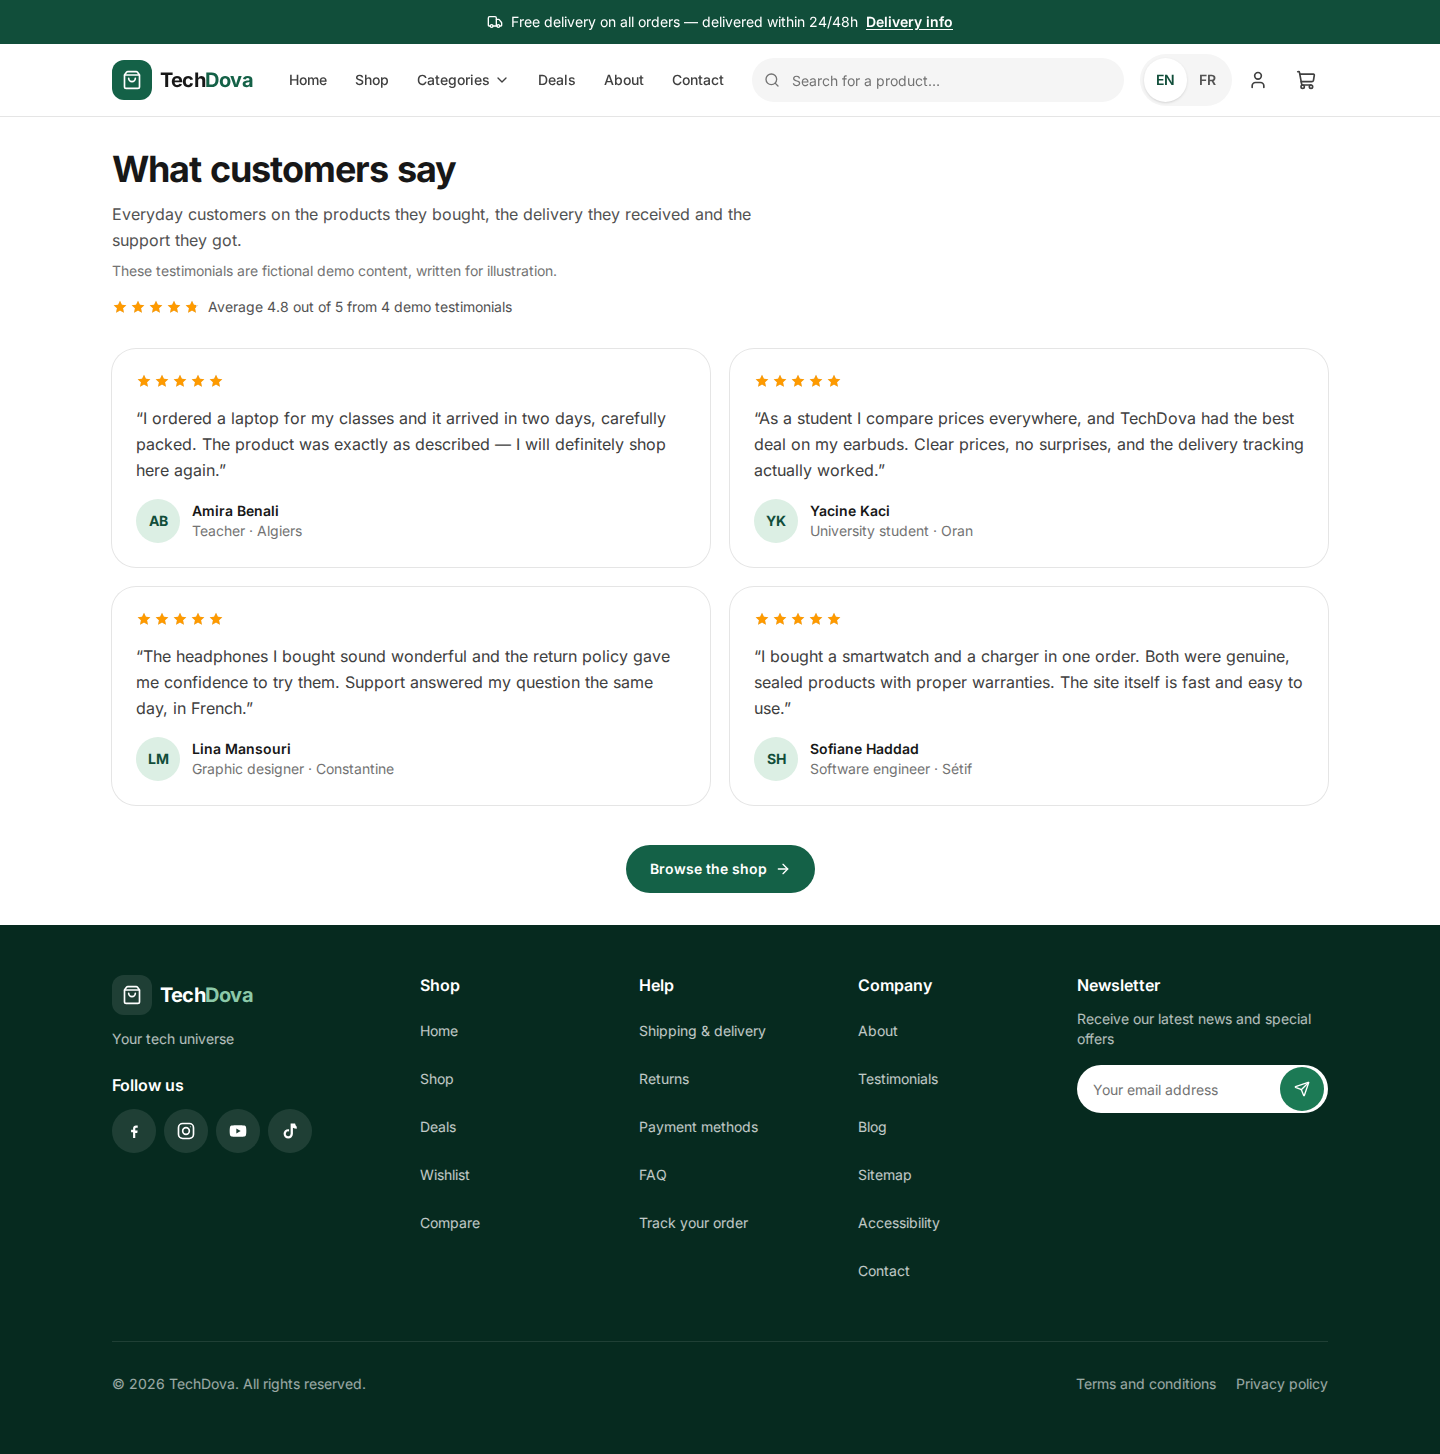 Free delivery on all orders — delivered within 24/48h Delivery info
TechDova
Home
Shop
Categories
Deals
About
Contact
Search for a product...
EN
FR
What customers say
Everyday customers on the products they bought, the delivery they received and the
support they got.
These testimonials are fictional demo content, written for illustration.
Average 4.8 out of 5 from 4 demo testimonials
“I ordered a laptop for my classes and it arrived in two days, carefully
packed. The product was exactly as described — I will definitely shop
here again.”
AB
Amira Benali
Teacher · Algiers
“As a student I compare prices everywhere, and TechDova had the best
deal on my earbuds. Clear prices, no surprises, and the delivery tracking
actually worked.”
YK
Yacine Kaci
University student · Oran
“The headphones I bought sound wonderful and the return policy gave
me confidence to try them. Support answered my question the same
day, in French.”
LM
Lina Mansouri
Graphic designer · Constantine
“I bought a smartwatch and a charger in one order. Both were genuine,
sealed products with proper warranties. The site itself is fast and easy to
use.”
SH
Sofiane Haddad
Software engineer · Sétif
Browse the shop
TechDova
Your tech universe
Follow us
Shop
Home
Shop
Deals
Wishlist
Compare
Help
Shipping & delivery
Returns
Payment methods
FAQ
Track your order
Company
About
Testimonials
Blog
Sitemap
Accessibility
Contact
Newsletter
Receive our latest news and special
offers
Your email address
© 2026 TechDova. All rights reserved.
Terms and conditions
Privacy policy